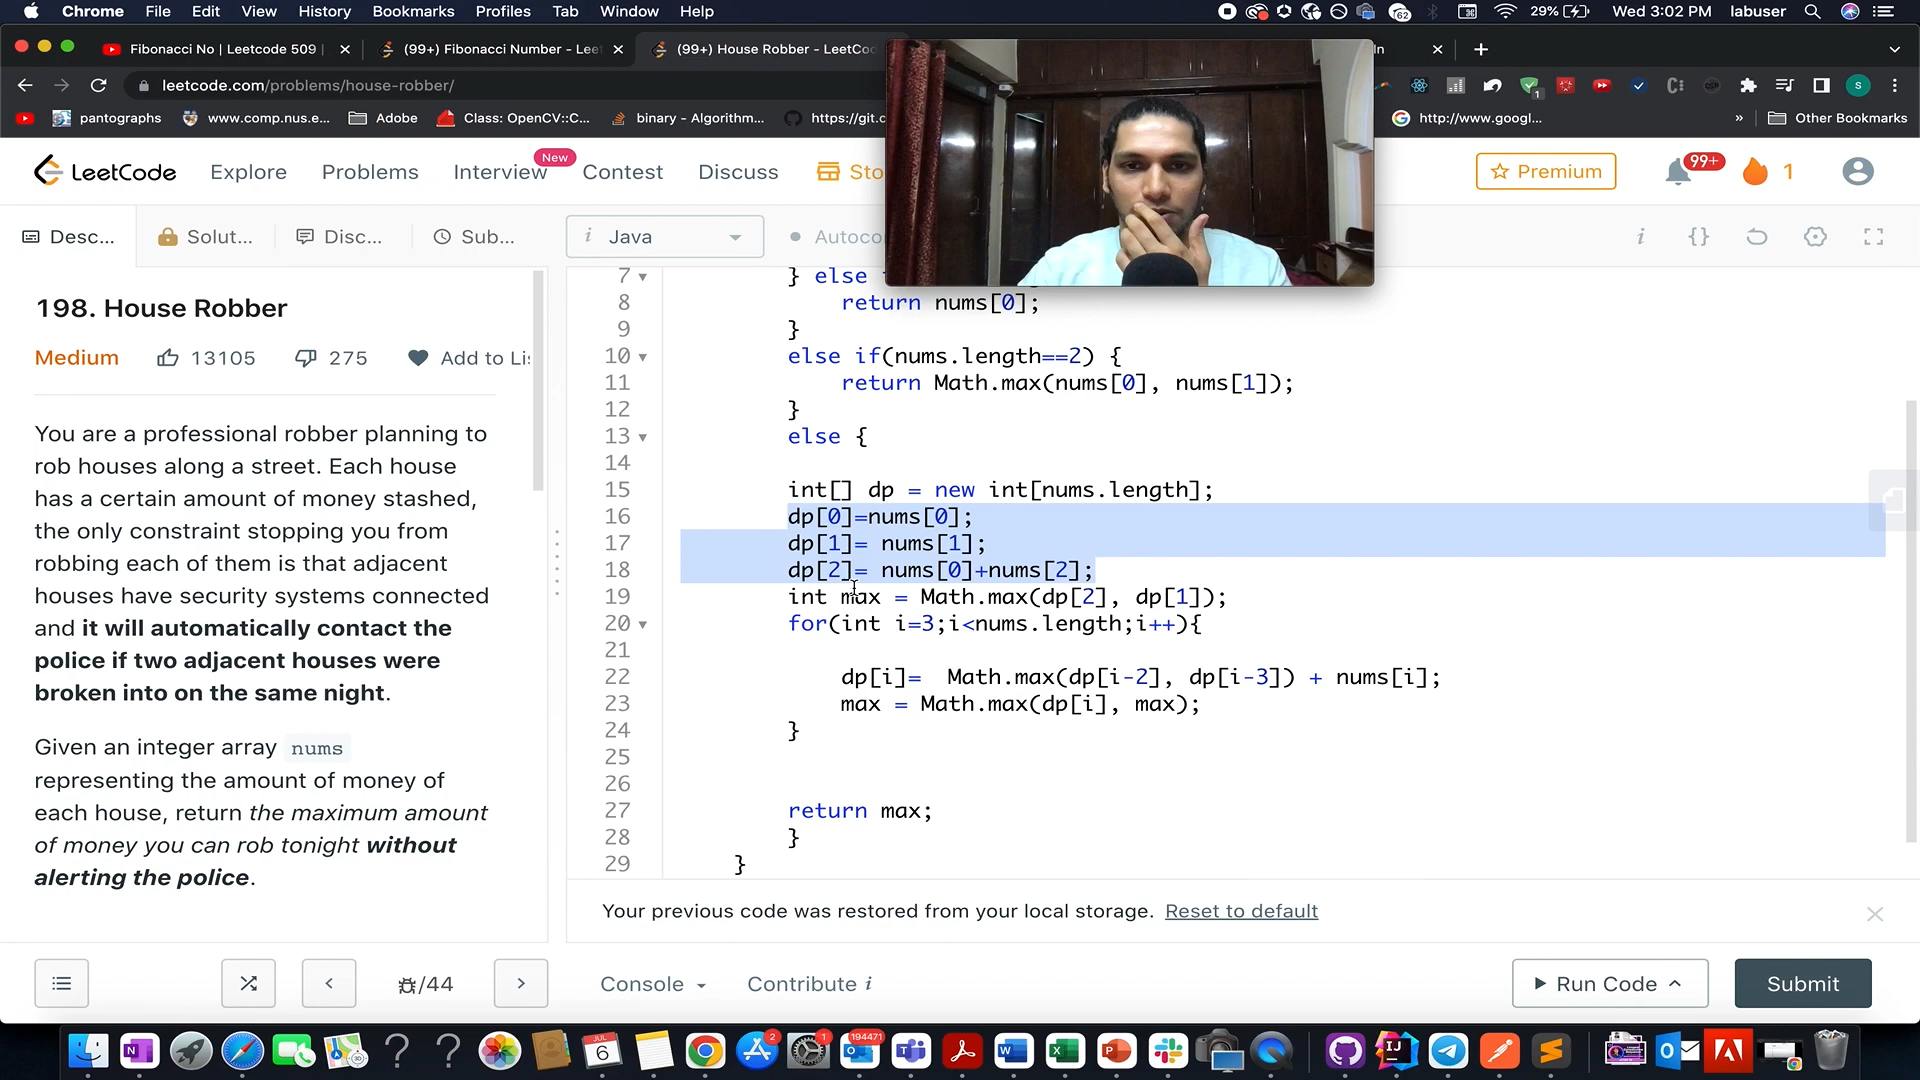 Chrome File Edit View History Bookmarks Profiles Tab Window Help
62 29% Wed 3:02 PM labuser
Fibonacci No | Leetcode 509 |
(99+) Fibonacci Number - Leet
(99+) House Robber - LeetCo
In
leetcode.com/problems/house-robber/
1 S
pantographs www.comp.nus.e... Adobe Class: OpenCV::C... binary - Algorithm... https://git.c http://www.googl... » Other Bookmarks
LeetCode Explore Problems Interview New Contest Discuss Sto Premium 99+ 1
Desc... Solut... Disc... Sub...
i Java Autoco i {}
198. House Robber
Medium 13105 275 Add to Li
You are a professional robber planning to
rob houses along a street. Each house
has a certain amount of money stashed,
the only constraint stopping you from
robbing each of them is that adjacent
houses have security systems connected
and it will automatically contact the
police if two adjacent houses were
broken into on the same night.
Given an integer array nums
representing the amount of money of
each house, return the maximum amount
of money you can rob tonight without
alerting the police.
7 } else
8 return nums[0];
9 }
10 else if(nums.length==2) {
11 return Math.max(nums[0], nums[1]);
12 }
13 else {
14
15 int[] dp = new int[nums.length];
16 dp[0]=nums[0];
17 dp[1]= nums[1];
18 dp[2]= nums[0]+nums[2];
19 int max = Math.max(dp[2], dp[1]);
20 for(int i=3;i<nums.length;i++){
21
22 dp[i]= Math.max(dp[i-2], dp[i-3]) + nums[i];
23 max = Math.max(dp[i], max);
24 }
25
26
27 return max;
28 }
29 }
Your previous code was restored from your local storage. Reset to default
/44
Console Contribute i Run Code Submit
2 1 JUL 6 194471